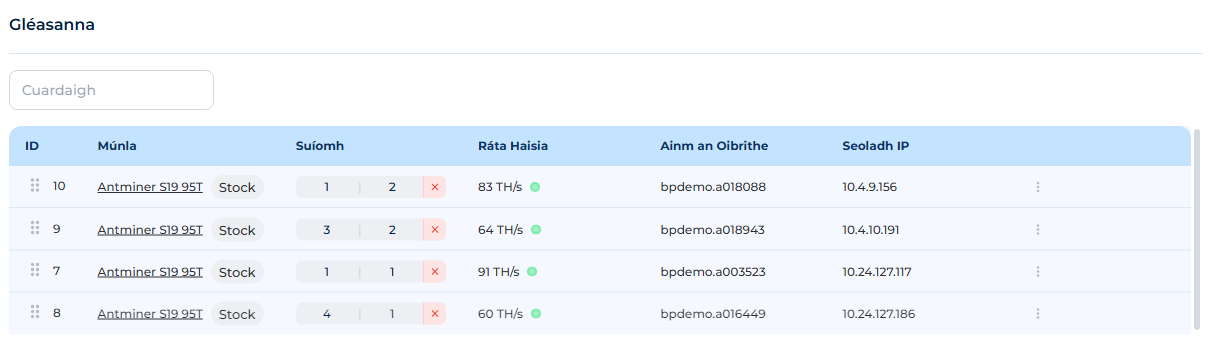 Gléasanna
Cuardaigh
ID Múnla Suíomh Ráta Haisia Ainm an Oibrithe Seoladh IP
10 Antminer S19 95T Stock 1 2 × 83 TH/s bpdemo.a018088 10.4.9.156
9 Antminer S19 95T Stock 3 2 × 64 TH/s bpdemo.a018943 10.4.10.191
7 Antminer S19 95T Stock 1 1 × 91 TH/s bpdemo.a003523 10.24.127.117
8 Antminer S19 95T Stock 4 1 × 60 TH/s bpdemo.a016449 10.24.127.186